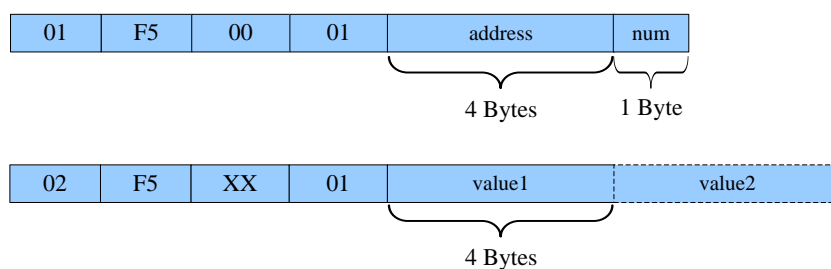 01 F5 00 01 address num
4 Bytes 1 Byte
02 F5 XX 01 value1 value2
4 Bytes